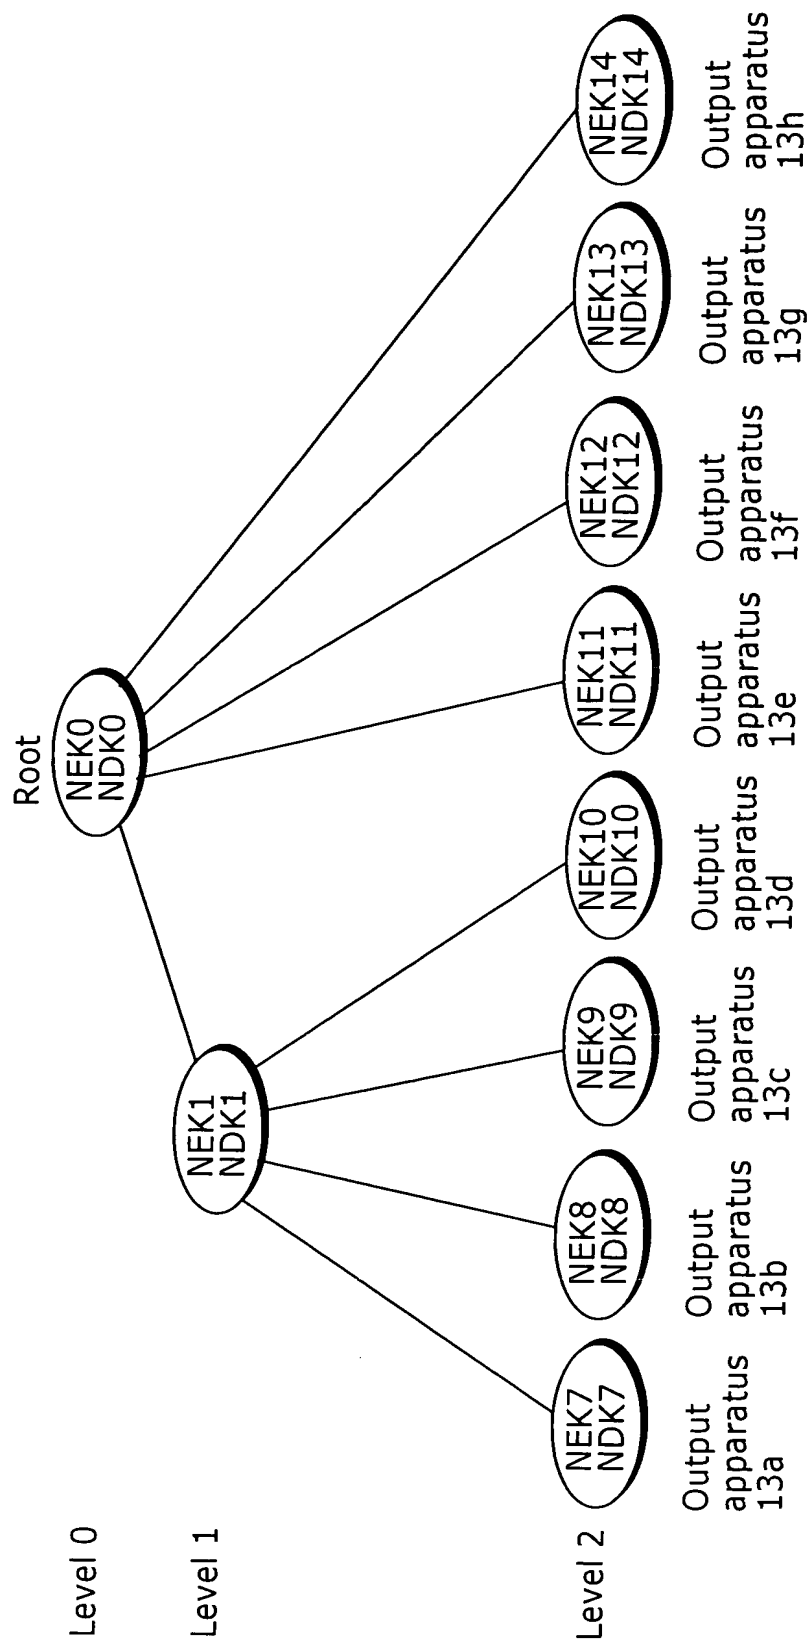 Root
Level 0
NEK0
NDK0
Level 1
NEK1
NDK1
Level 2
NEK7
NDK7
NEK8
NDK8
NEK9
NDK9
NEK10
NDK10
NEK11
NDK11
NEK12
NDK12
NEK13
NDK13
NEK14
NDK14
Output
apparatus
13a
Output
apparatus
13b
Output
apparatus
13c
Output
apparatus
13d
Output
apparatus
13e
Output
apparatus
13f
Output
apparatus
13g
Output
apparatus
13h